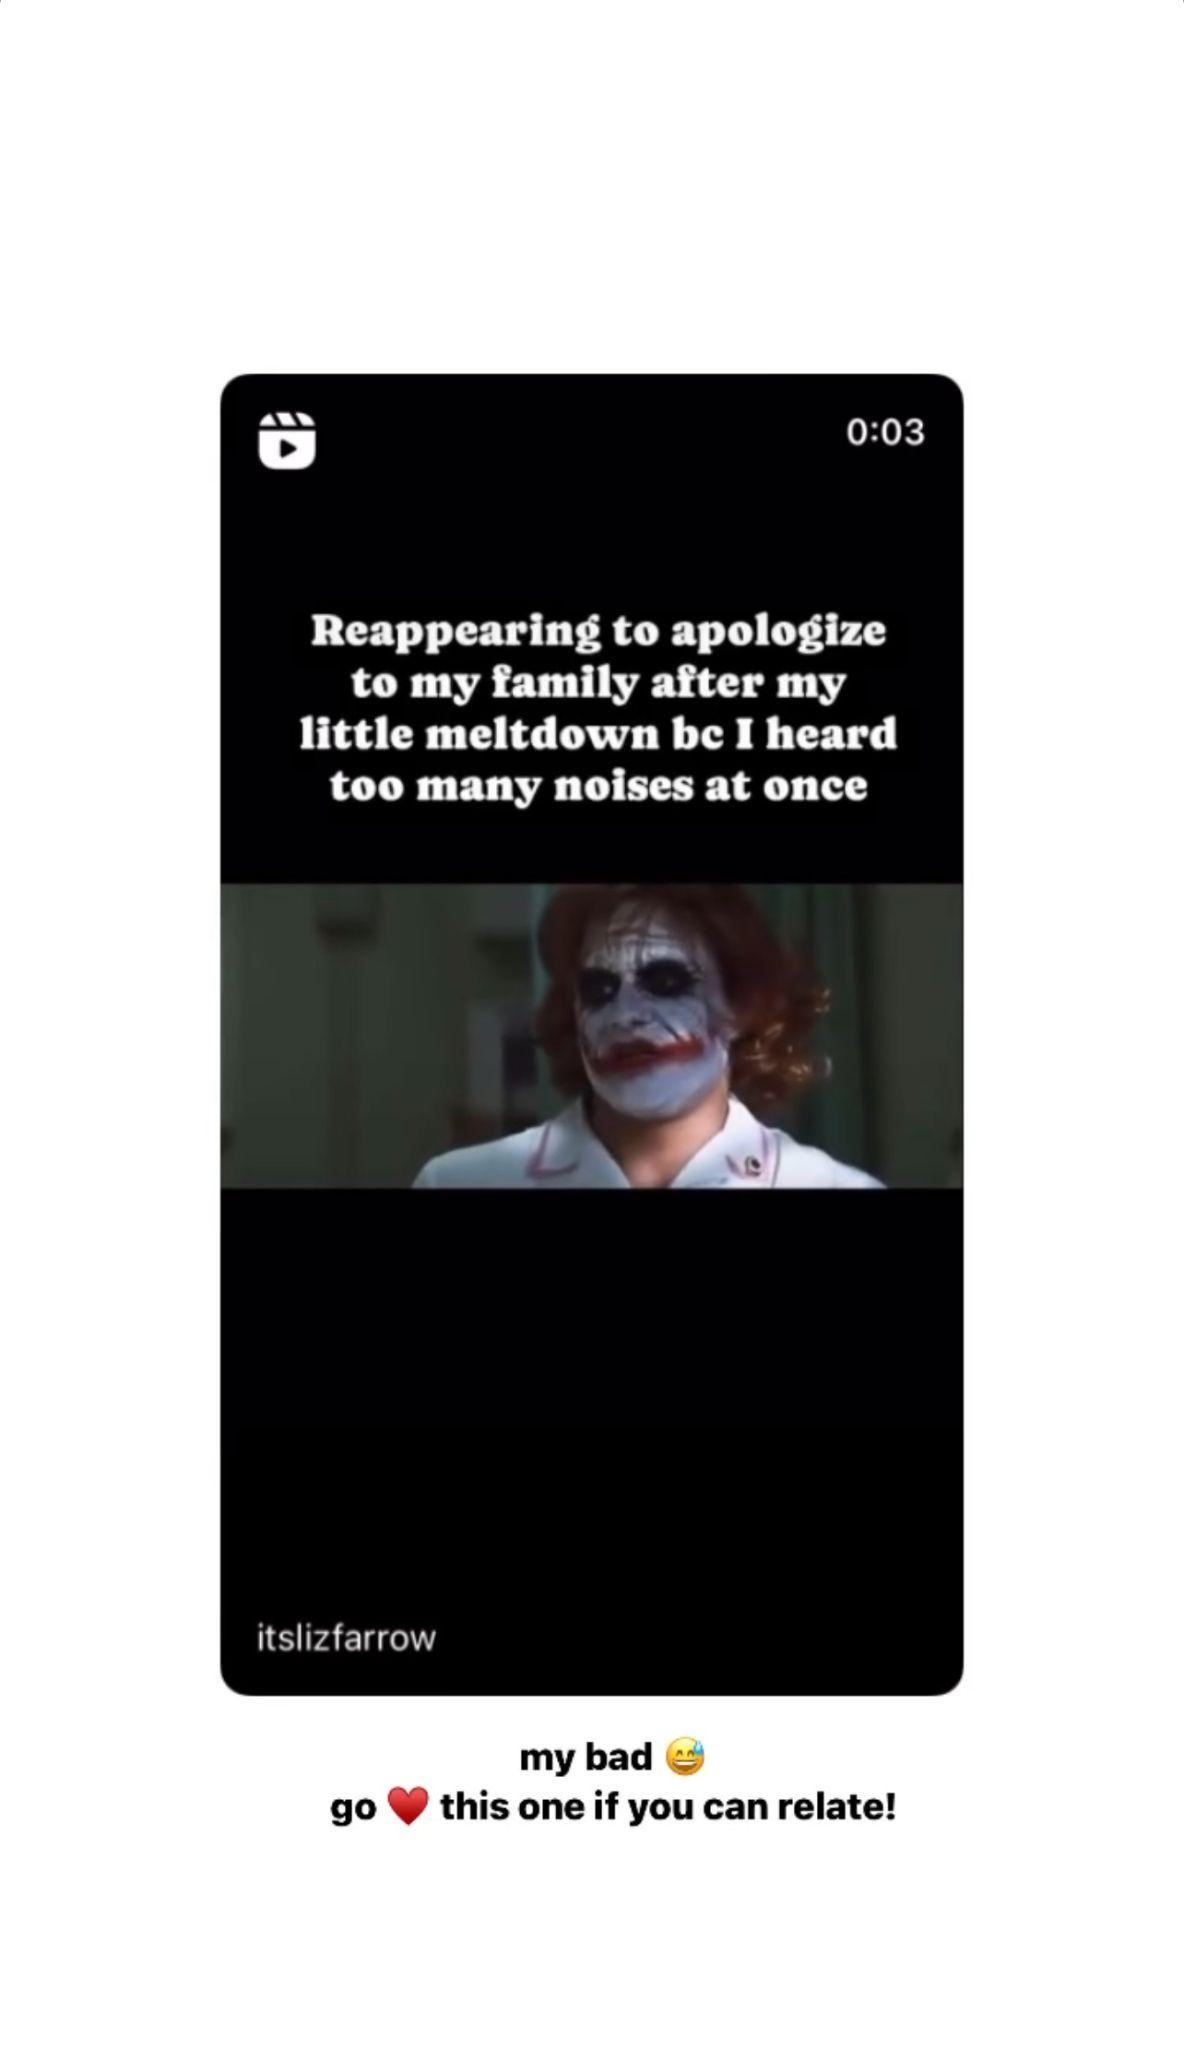 0:03
Reappearing to apologize
to my family after my
little meltdown bc I heard
too many noises at once
itslizfarrow
my bad 😅
go ♥️ this one if you can relate!